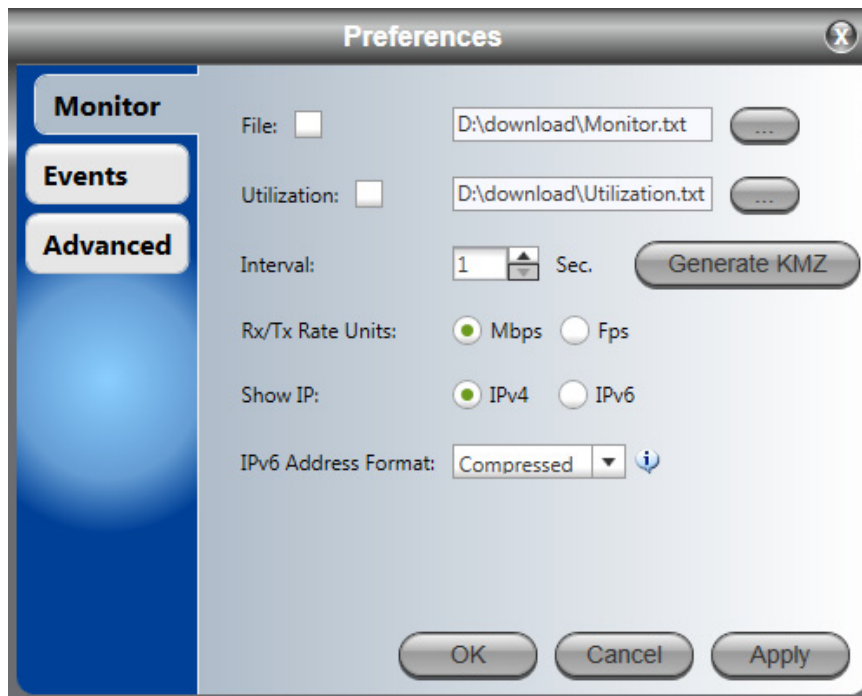 Preferences
X
Monitor
Events
Advanced
File:
D:\download\Monitor.txt
...
Utilization:
D:\download\Utilization.txt
...
Interval:
1
Sec.
Generate KMZ
Rx/Tx Rate Units:
Mbps
Fps
Show IP:
IPv4
IPv6
IPv6 Address Format:
Compressed
i
OK
Cancel
Apply